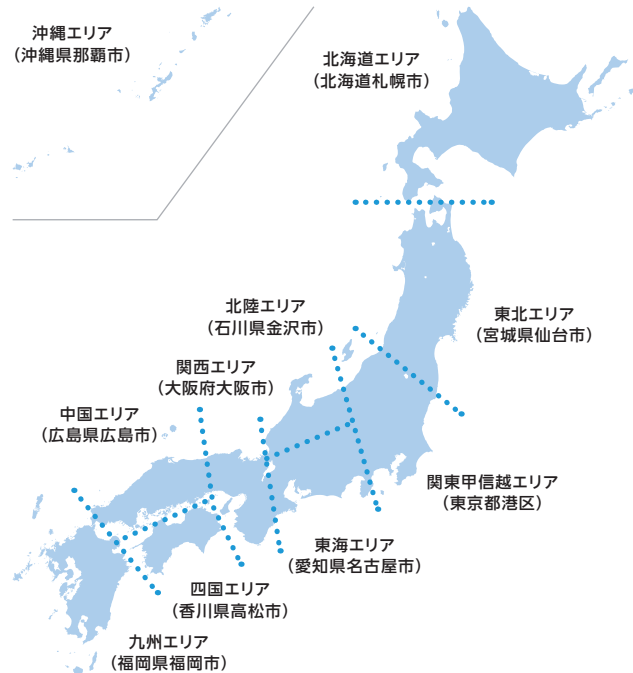 沖縄エリア
（沖縄県那覇市）
北海道エリア
（北海道札幌市）
北陸エリア
（石川県金沢市）
東北エリア
（宮城県仙台市）
関西エリア
（大阪府大阪市）
中国エリア
（広島県広島市）
関東甲信越エリア
（東京都港区）
東海エリア
（愛知県名古屋市）
四国エリア
（香川県高松市）
九州エリア
（福岡県福岡市）